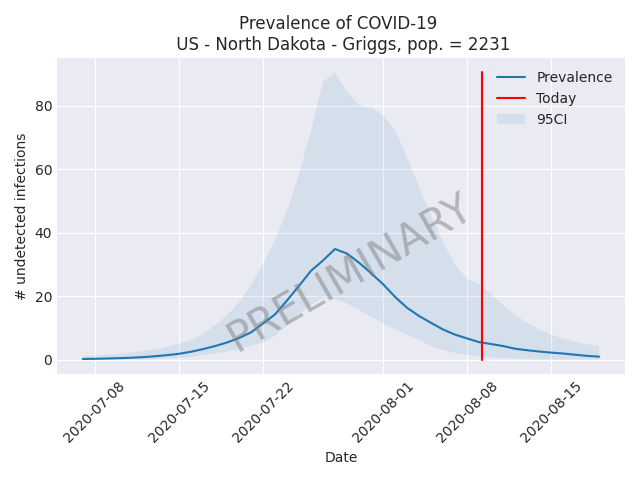 Prevalence of COVID-19
US - North Dakota - Griggs, pop. = 2231
# undetected infections
80
60
40
20
0
Prevalence
Today
95CI
PRELIMINARY
2020-07-08
2020-07-15
2020-07-22
2020-08-01
2020-08-08
2020-08-15
Date